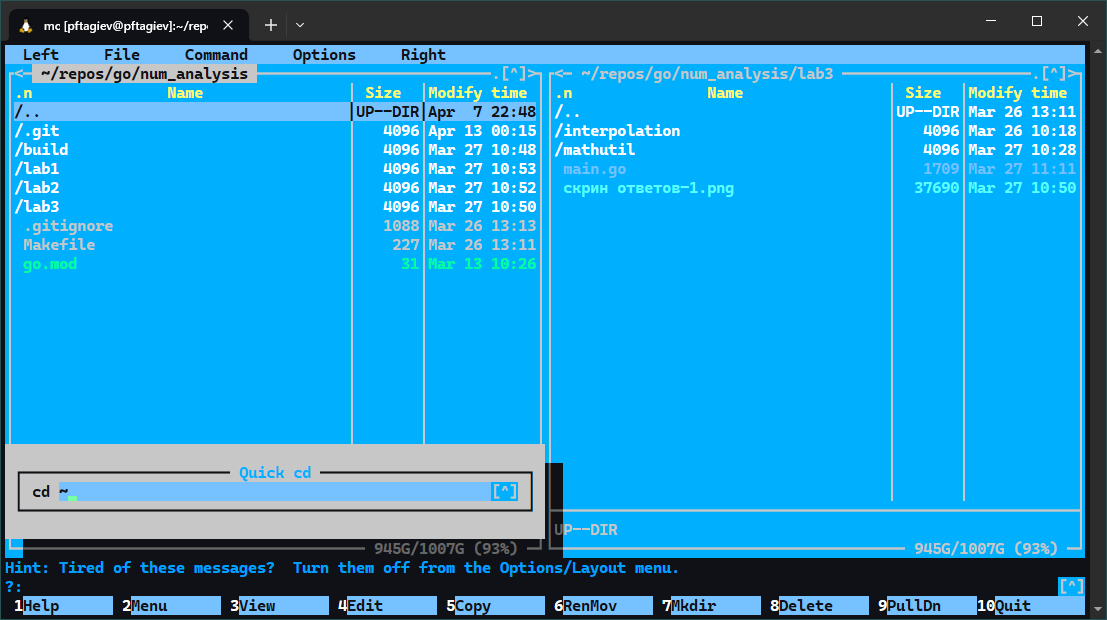 mc [pftagiev@pftagiev]:~/repo
Left File Command Options Right
<─ ~/repos/go/num_analysis ─.[^]>
.n Name Size Modify time
/.. UP--DIR Apr 7 22:48
/.git 4096 Apr 13 00:15
/build 4096 Mar 27 10:48
/lab1 4096 Mar 27 10:53
/lab2 4096 Mar 27 10:52
/lab3 4096 Mar 27 10:50
.gitignore 1088 Mar 26 13:13
Makefile 227 Mar 26 13:11
go.mod 31 Mar 13 10:26
Quick cd
cd ~ [^]
945G/1007G (93%)
<─ ~/repos/go/num_analysis/lab3 ─.[^]>
.n Name Size Modify time
/.. UP--DIR Mar 26 13:11
/interpolation 4096 Mar 26 10:18
/mathutil 4096 Mar 27 10:28
main.go 1709 Mar 27 11:11
скрин ответов-1.png 37690 Mar 27 10:50
UP--DIR
945G/1007G (93%)
Hint: Tired of these messages? Turn them off from the Options/Layout menu.
?: [^]
1Help 2Menu 3View 4Edit 5Copy 6RenMov 7Mkdir 8Delete 9PullDn 10Quit